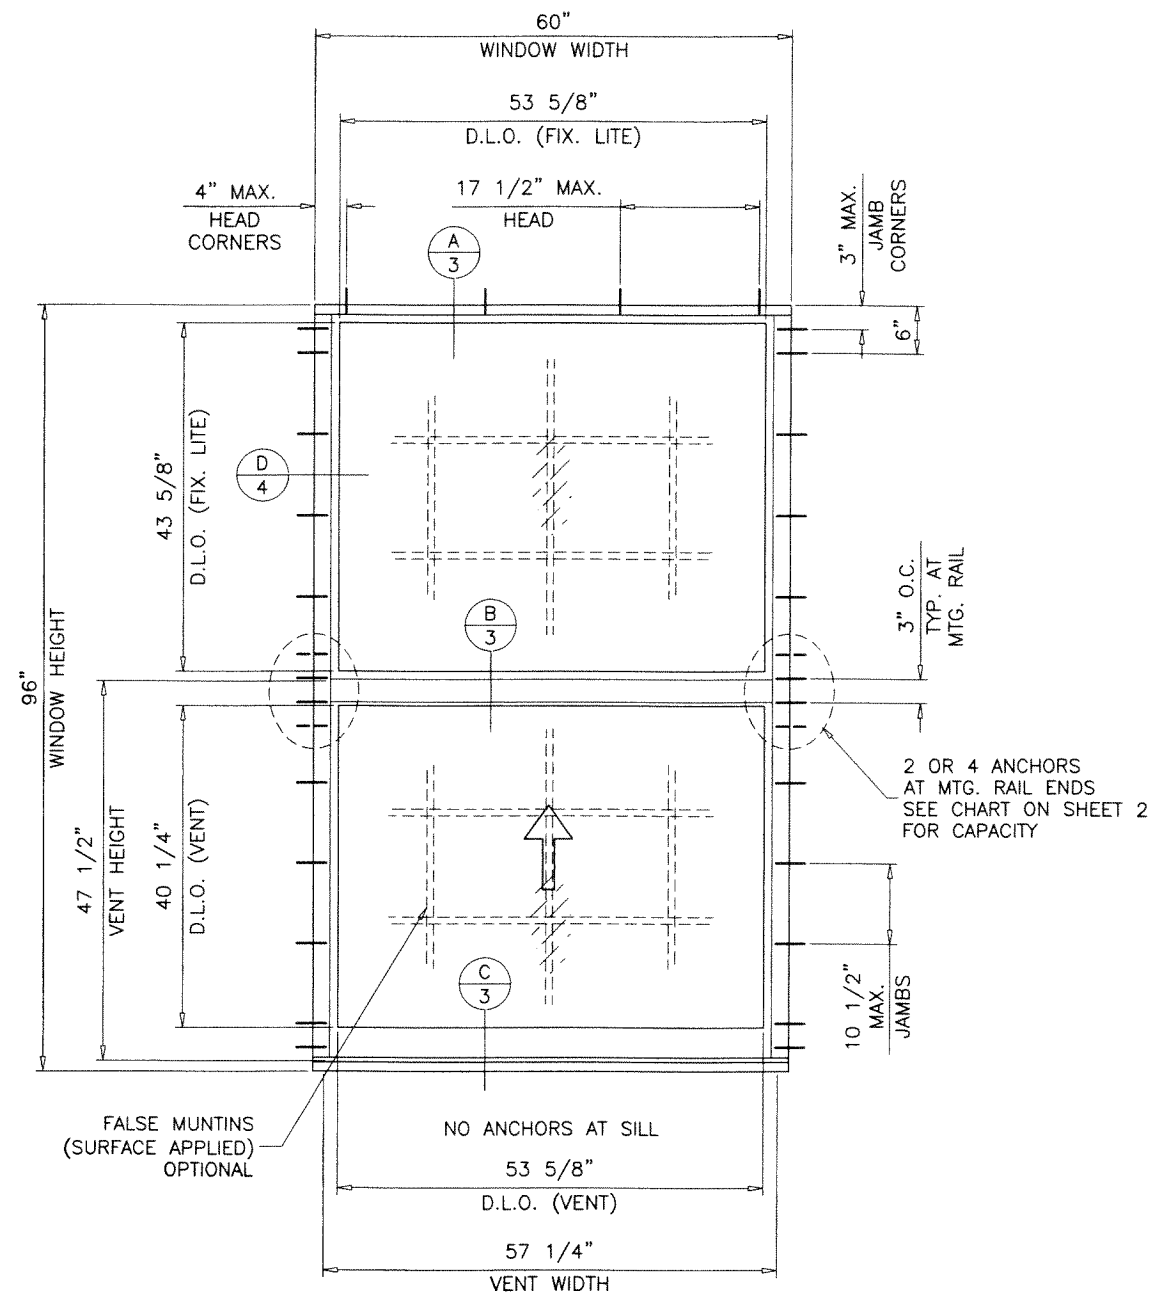 60"
WINDOW WIDTH
53 5/8"
D.L.O. (FIX. LITE)
4" MAX.
HEAD
CORNERS
17 1/2" MAX.
HEAD
3" MAX.
JAMB
CORNERS
A
3
6"
43 5/8"
D.L.O. (FIX. LITE)
D
4
B
3
3" O.C.
TYP. AT
MTG. RAIL
96"
WINDOW HEIGHT
47 1/2"
VENT HEIGHT
40 1/4"
D.L.O. (VENT)
2 OR 4 ANCHORS
AT MTG. RAIL ENDS
SEE CHART ON SHEET 2
FOR CAPACITY
C
3
10 1/2"
MAX.
JAMBS
FALSE MUNTINS
(SURFACE APPLIED)
OPTIONAL
NO ANCHORS AT SILL
53 5/8"
D.L.O. (VENT)
57 1/4"
VENT WIDTH